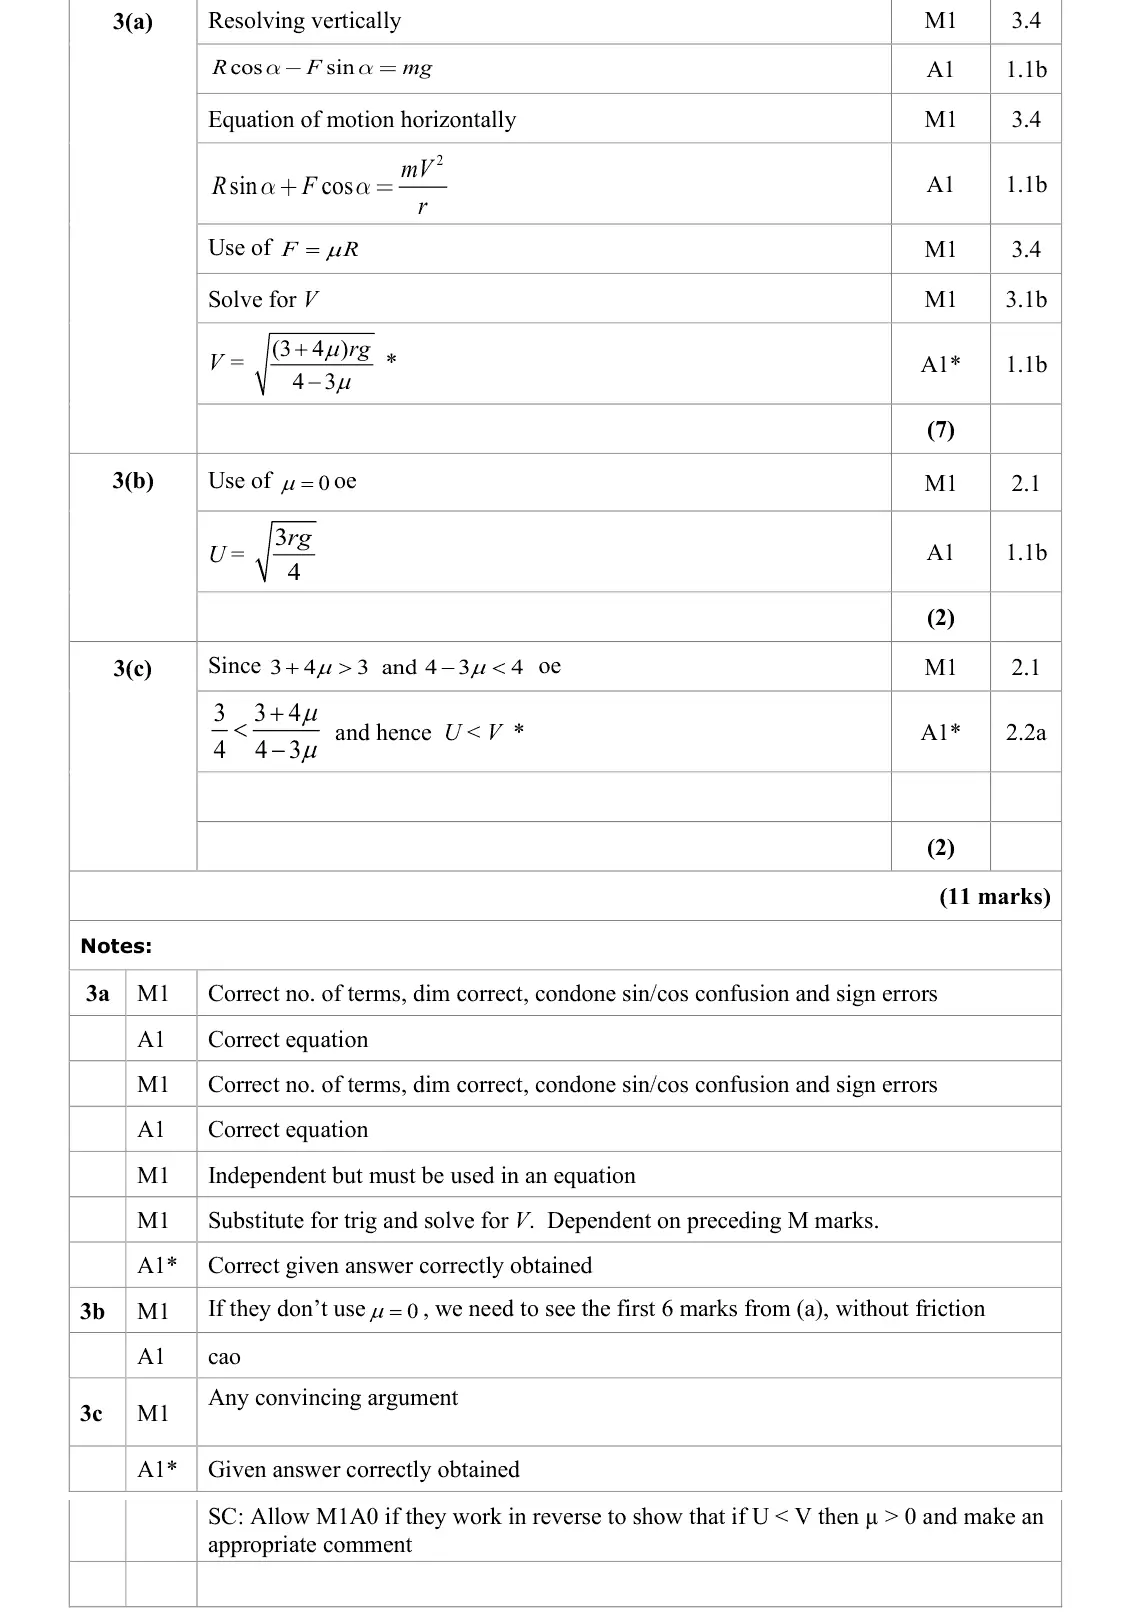 3(a) Resolving vertically M1 3.4
R cos α − F sin α = mg A1 1.1b
Equation of motion horizontally M1 3.4
R sin α + F cos α = mV²/r A1 1.1b
Use of F = μR M1 3.4
Solve for V M1 3.1b
V = √((3+4μ)rg/(4−3μ)) * A1* 1.1b
(7)
3(b) Use of μ = 0 oe M1 2.1
U = √(3rg/4) A1 1.1b
(2)
3(c) Since 3+4μ > 3 and 4−3μ < 4 oe M1 2.1
3/4 < (3+4μ)/(4−3μ) and hence U < V * A1* 2.2a
(2)
(11 marks)
Notes:
3a M1 Correct no. of terms, dim correct, condone sin/cos confusion and sign errors
A1 Correct equation
M1 Correct no. of terms, dim correct, condone sin/cos confusion and sign errors
A1 Correct equation
M1 Independent but must be used in an equation
M1 Substitute for trig and solve for V. Dependent on preceding M marks.
A1* Correct given answer correctly obtained
3b M1 If they don’t use μ = 0, we need to see the first 6 marks from (a), without friction
A1 cao
3c M1 Any convincing argument
A1* Given answer correctly obtained
SC: Allow M1A0 if they work in reverse to show that if U < V then μ > 0 and make an
appropriate comment